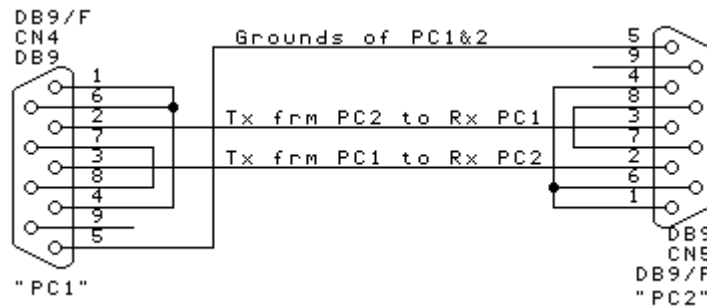 DB9/F
CN4
DB9
1
6
2
7
3
8
4
9
5
"PC1"
Grounds of PC1&2
Tx frm PC2 to Rx PC1
Tx frm PC1 to Rx PC2
5
9
4
8
3
7
2
6
1
DB9
CN5
DB9/F
"PC2"